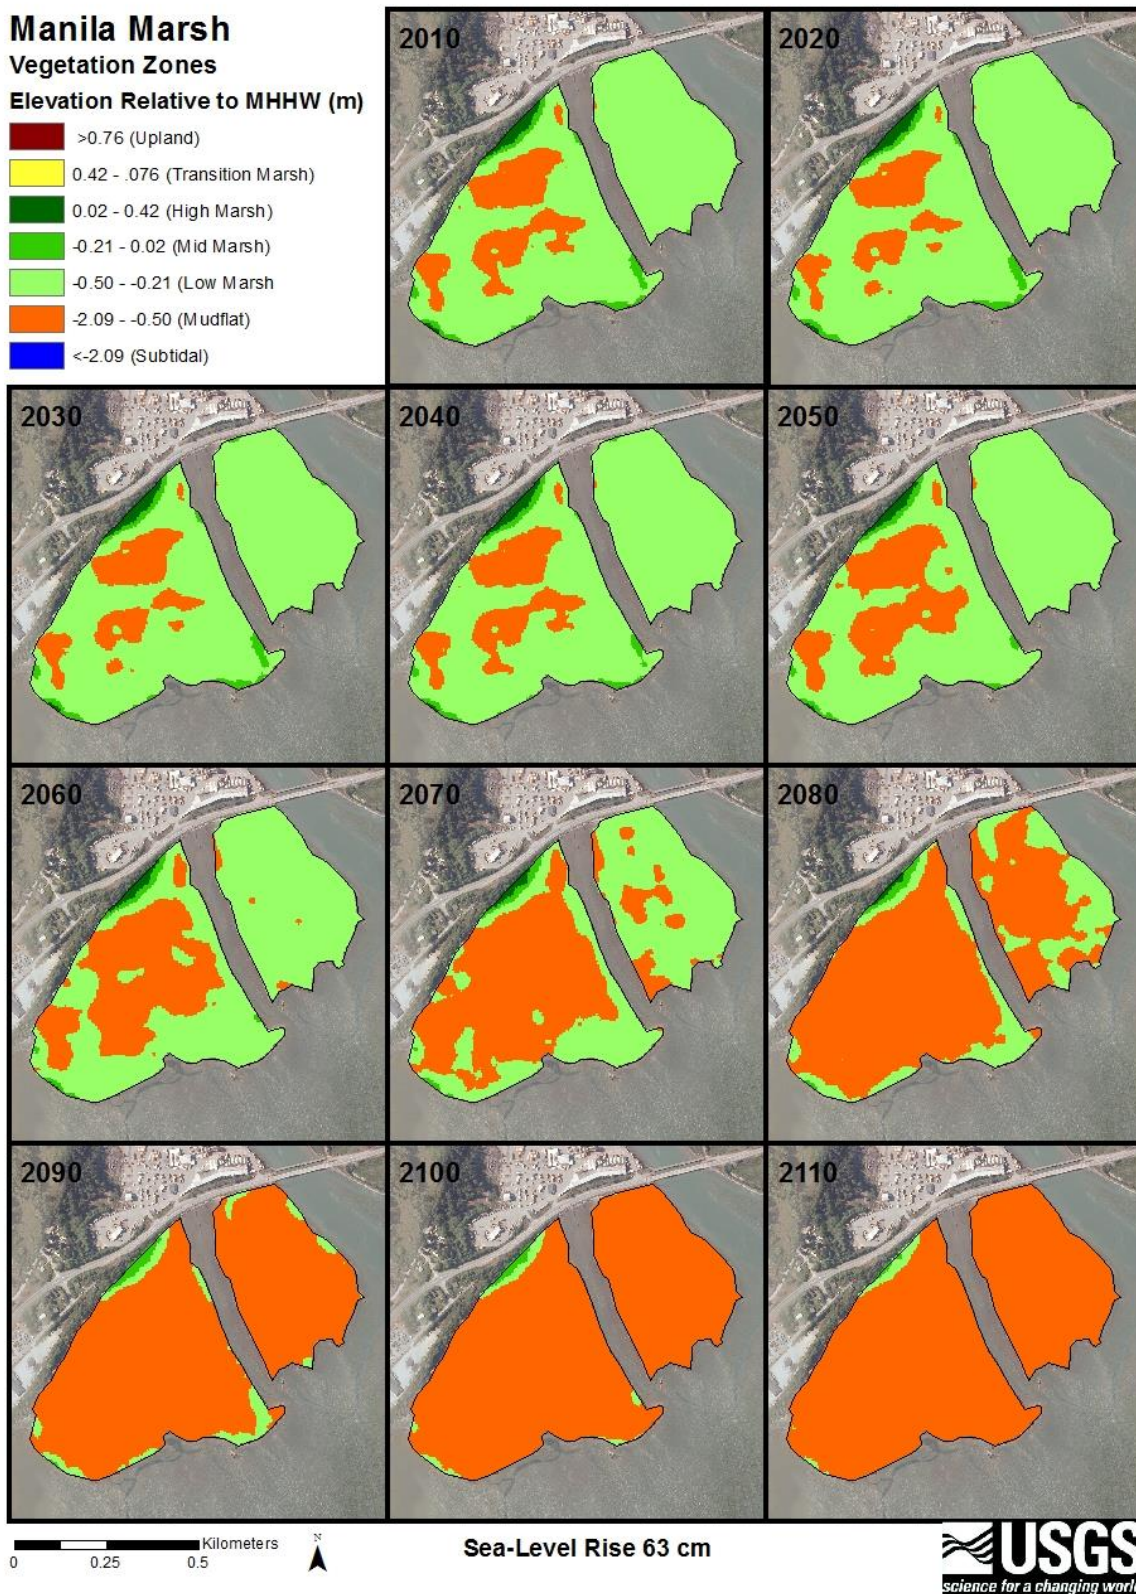 Manila Marsh
Vegetation Zones
Elevation Relative to MHHW (m)
>0.76 (Upland)
0.42 - .076 (Transition Marsh)
0.02 - 0.42 (High Marsh)
-0.21 - 0.02 (Mid Marsh)
-0.50 - -0.21 (Low Marsh
-2.09 - -0.50 (Mudflat)
<-2.09 (Subtidal)
2010
2020
2030
2040
2050
2060
2070
2080
2090
2100
2110
Kilometers
0 0.25 0.5
N
Sea-Level Rise 63 cm
USGS
science for a changing world